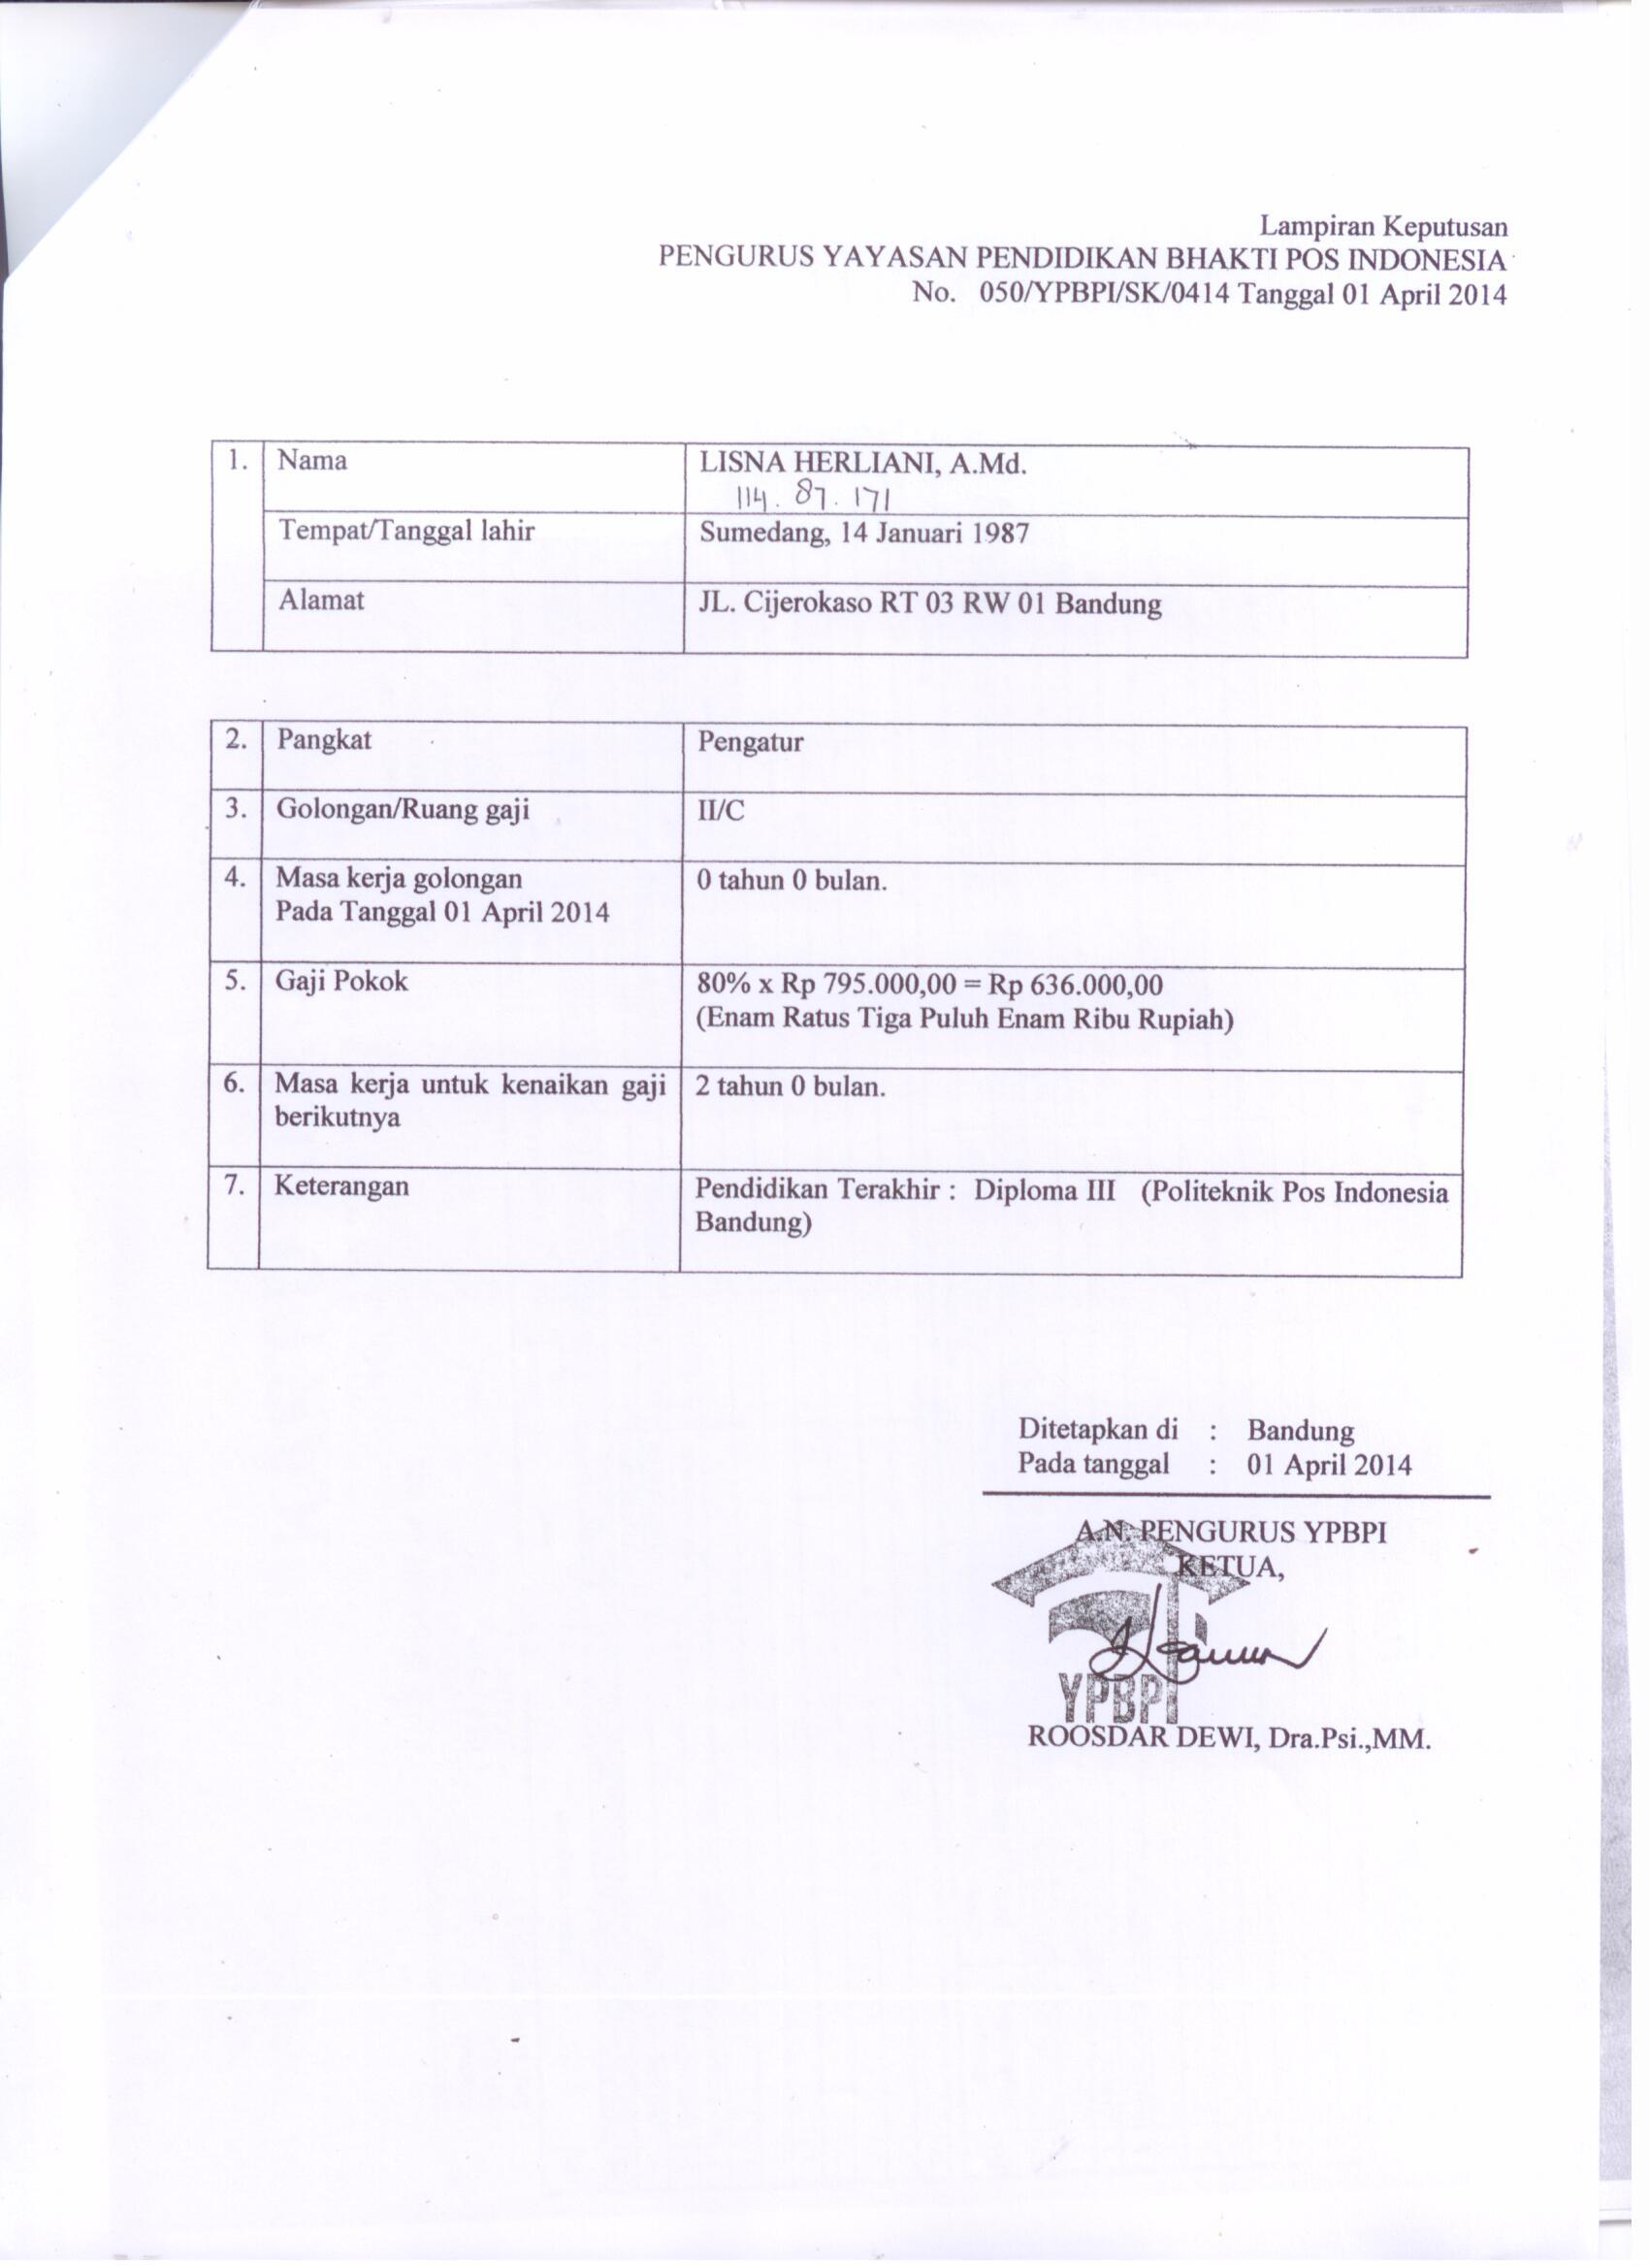 Lampiran Keputusan
PENGURUS YAYASAN PENDIDIKAN BHAKTI POS INDONESIA
No. 050/YPBPI/SK/0414 Tanggal 01 April 2014
1. Nama LISNA HERLIANI, A.Md.
114. 87. 171
Tempat/Tanggal lahir Sumedang, 14 Januari 1987
Alamat JL. Cijerokaso RT 03 RW 01 Bandung
2. Pangkat Pengatur
3. Golongan/Ruang gaji II/C
4. Masa kerja golongan 0 tahun 0 bulan.
Pada Tanggal 01 April 2014
5. Gaji Pokok 80% x Rp 795.000,00 = Rp 636.000,00
(Enam Ratus Tiga Puluh Enam Ribu Rupiah)
6. Masa kerja untuk kenaikan gaji 2 tahun 0 bulan.
berikutnya
7. Keterangan Pendidikan Terakhir : Diploma III (Politeknik Pos Indonesia
Bandung)
Ditetapkan di : Bandung
Pada tanggal : 01 April 2014
A.N. PENGURUS YPBPI
KETUA,
YPBPI
ROOSDAR DEWI, Dra.Psi.,MM.